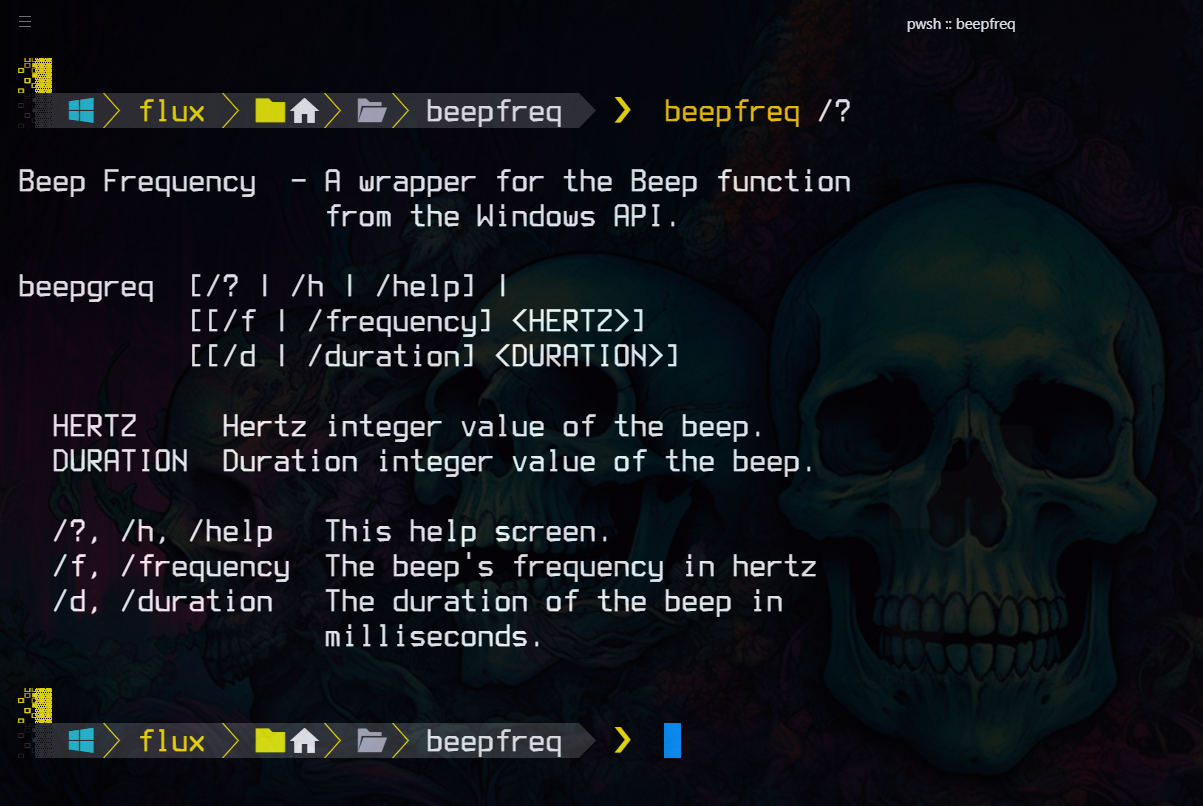 pwsh :: beepfreq
flux beepfreq ❯ beepfreq /?
Beep Frequency - A wrapper for the Beep function
from the Windows API.
beepgreq [/? | /h | /help] |
[[/f | /frequency] <HERTZ>]
[[/d | /duration] <DURATION>]
HERTZ Hertz integer value of the beep.
DURATION Duration integer value of the beep.
/?, /h, /help This help screen.
/f, /frequency The beep's frequency in hertz
/d, /duration The duration of the beep in
milliseconds.
flux beepfreq ❯